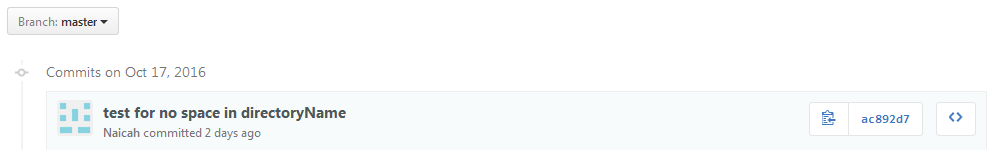 Branch: master
Commits on Oct 17, 2016
test for no space in directoryName
Naicah committed 2 days ago
ac892d7